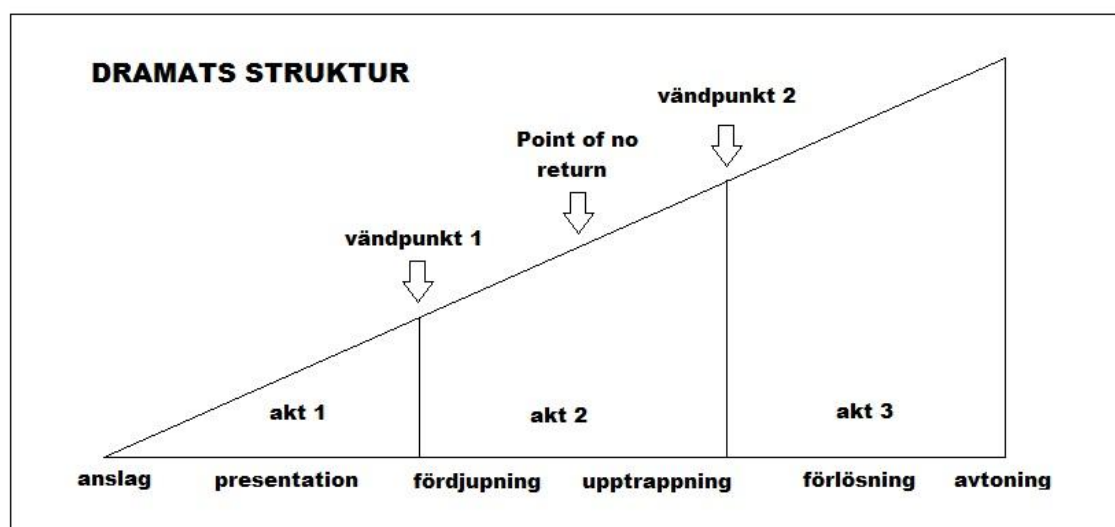 DRAMATS STRUKTUR
vändpunkt 2
Point of no
return
vändpunkt 1
akt 1
akt 2
akt 3
anslag
presentation
fördjupning
upptrappning
förlösning
avtoning